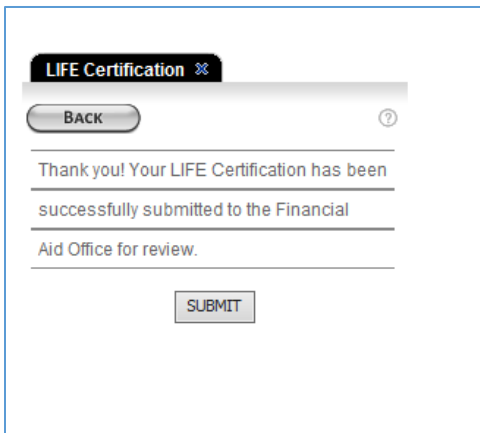 LIFE Certification
BACK
?
Thank you! Your LIFE Certification has been
successfully submitted to the Financial
Aid Office for review.
SUBMIT